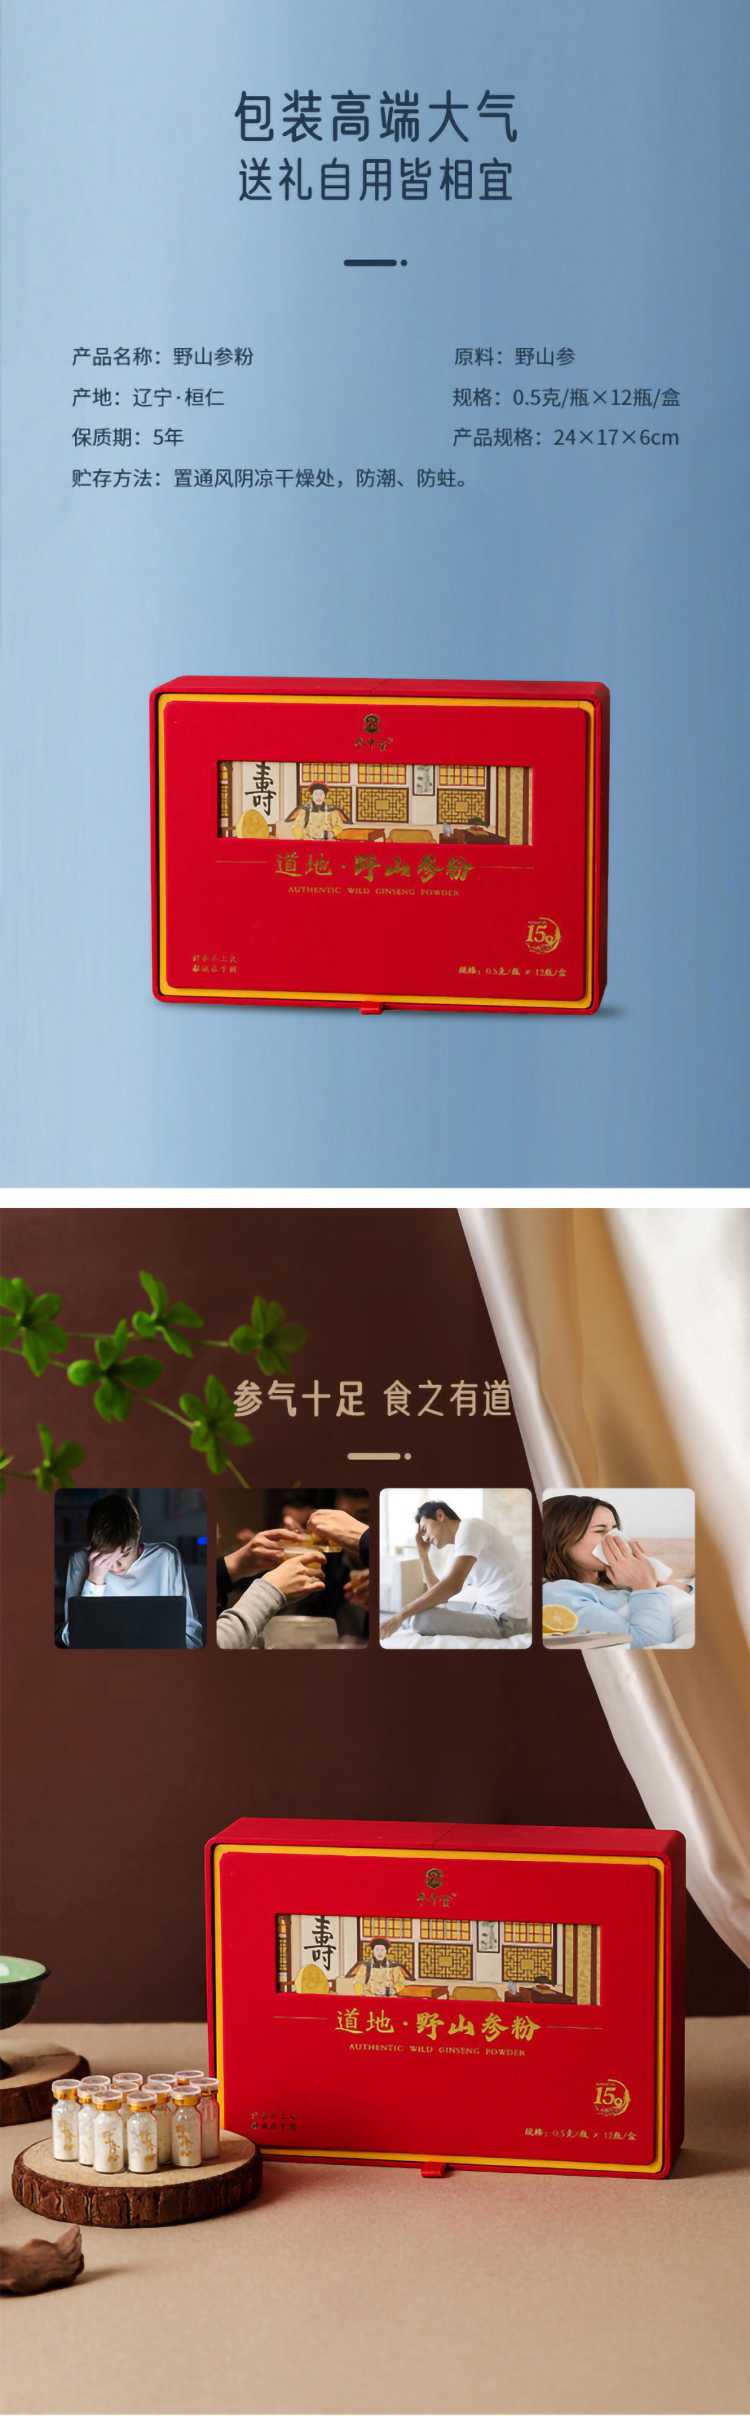 包装高端大气
送礼自用皆相宜
产品名称：野山参粉
原料：野山参
产地：辽宁·桓仁
规格：0.5克/瓶×12瓶/盒
保质期：5年
产品规格：24×17×6cm
贮存方法：置通风阴凉干燥处，防潮、防蛀。
寿
道地·野山参粉
AUTHENTIC WILD GINSENG POWDER
15
规格：0.5克/瓶 × 12瓶/盒
参气十足 食之有道
寿
道地·野山参粉
AUTHENTIC WILD GINSENG POWDER
15
规格：0.5克/瓶 × 12瓶/盒